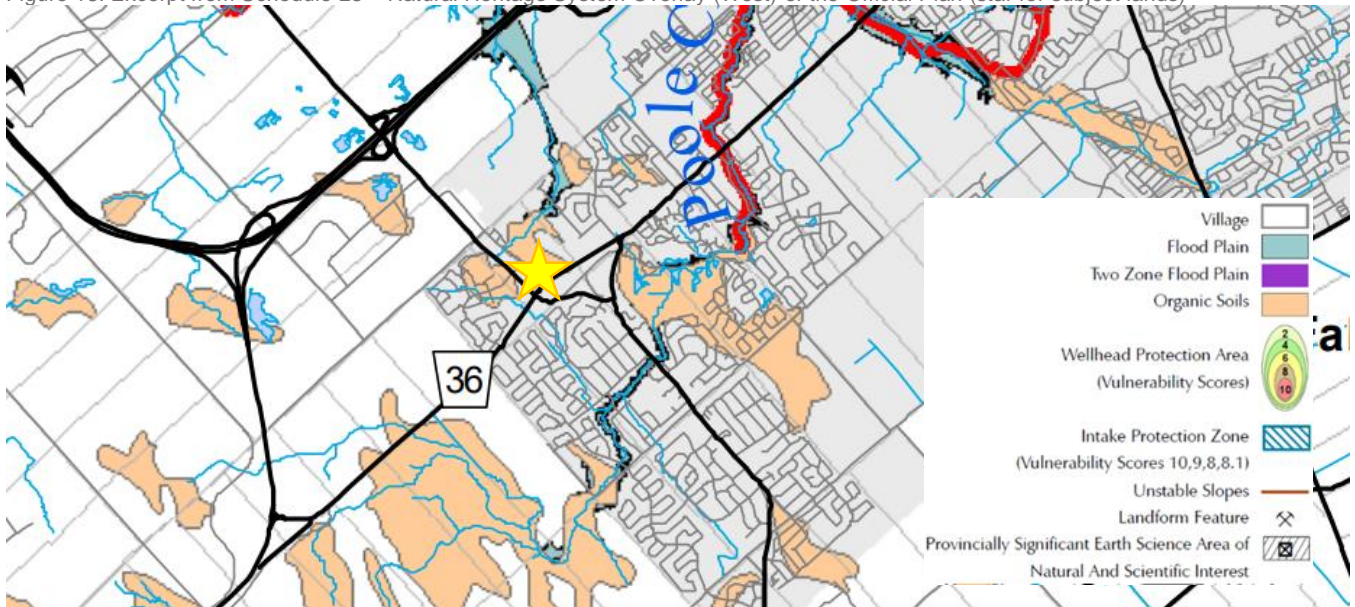 Poole C
36
Village
Flood Plain
Two Zone Flood Plain
Organic Soils
Wellhead Protection Area
(Vulnerability Scores)
2
4
6
8
10
Intake Protection Zone
(Vulnerability Scores 10,9,8,8.1)
Unstable Slopes
Landform Feature
Provincially Significant Earth Science Area of
Natural And Scientific Interest